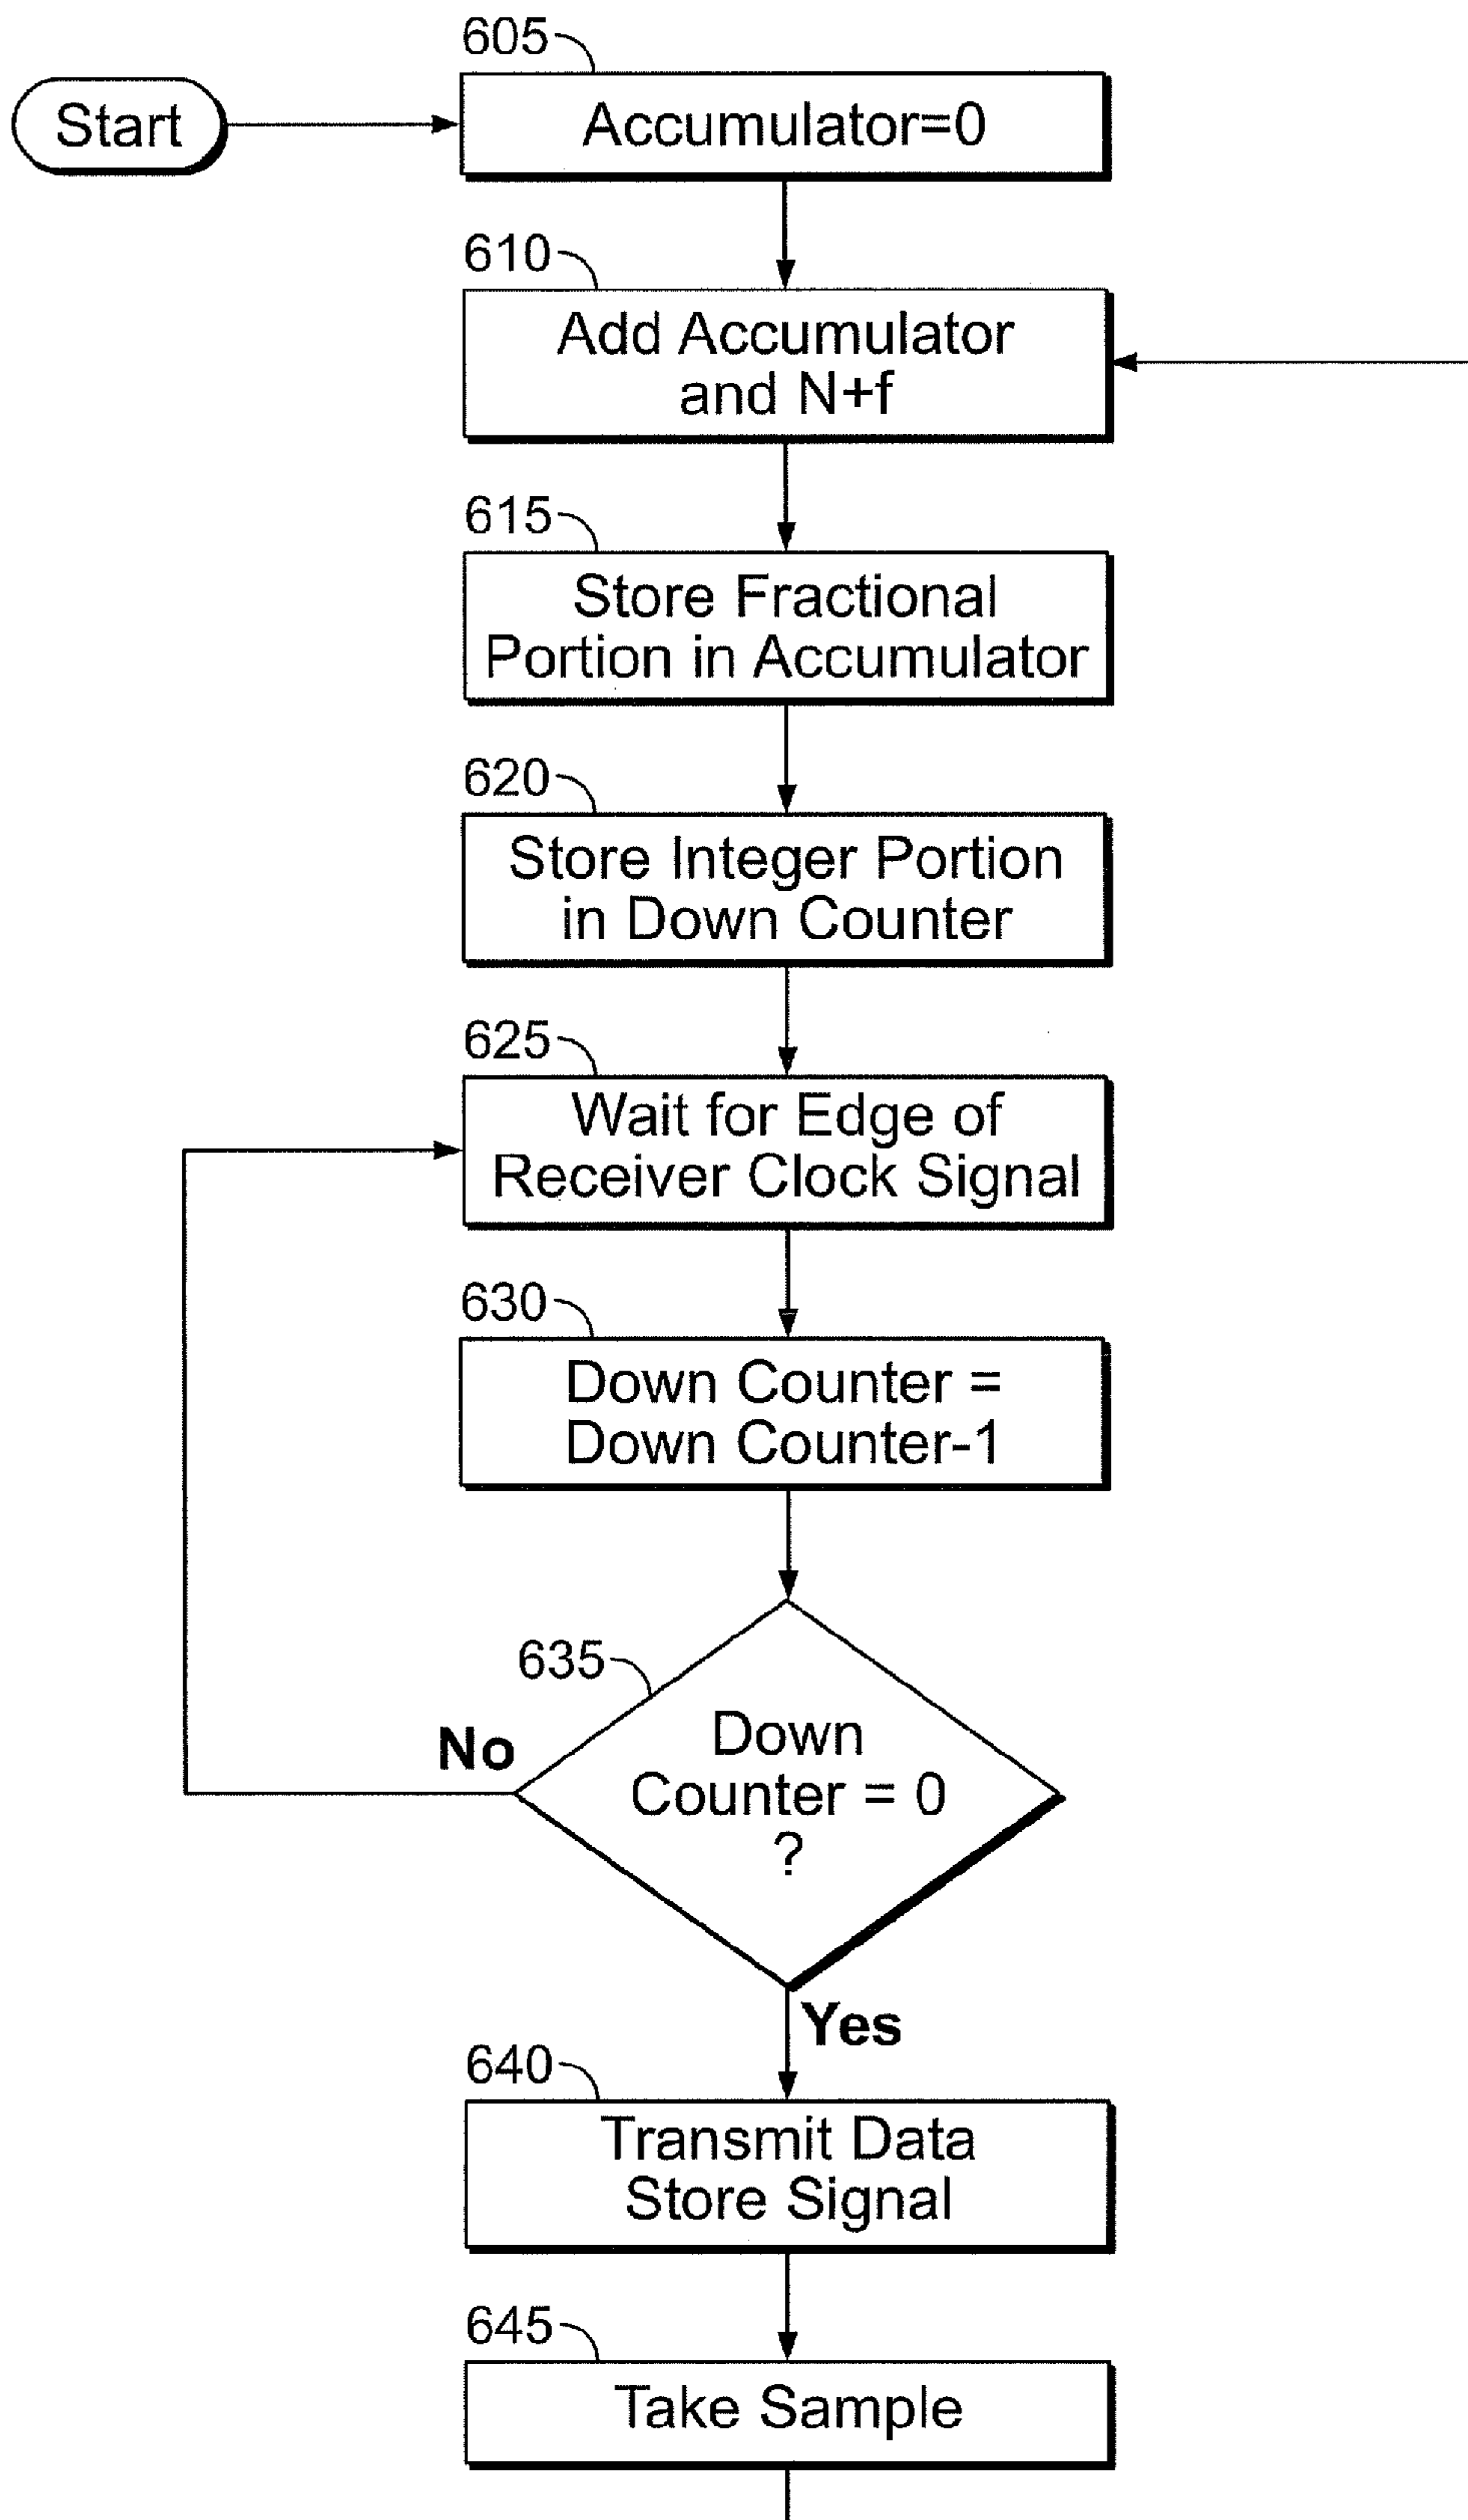 605
Start
Accumulator=0
610
Add Accumulator
and N+f
615
Store Fractional
Portion in Accumulator
620
Store Integer Portion
in Down Counter
625
Wait for Edge of
Receiver Clock Signal
630
Down Counter =
Down Counter-1
635
No
Down
Counter = 0
?
Yes
640
Transmit Data
Store Signal
645
Take Sample